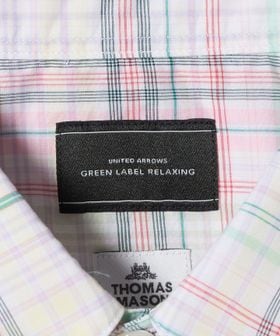 UNITED ARROWS
GREEN LABEL RELAXING
THOMAS
MASON